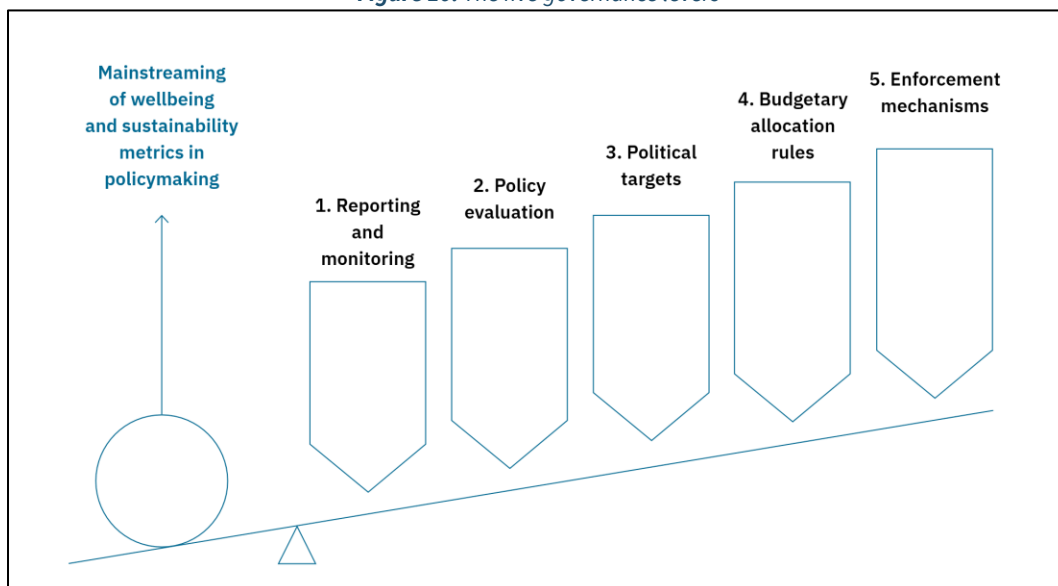 Mainstreaming
of wellbeing
and sustainability
metrics in
policymaking
1. Reporting
and
monitoring
2. Policy
evaluation
3. Political
targets
4. Budgetary
allocation
rules
5. Enforcement
mechanisms